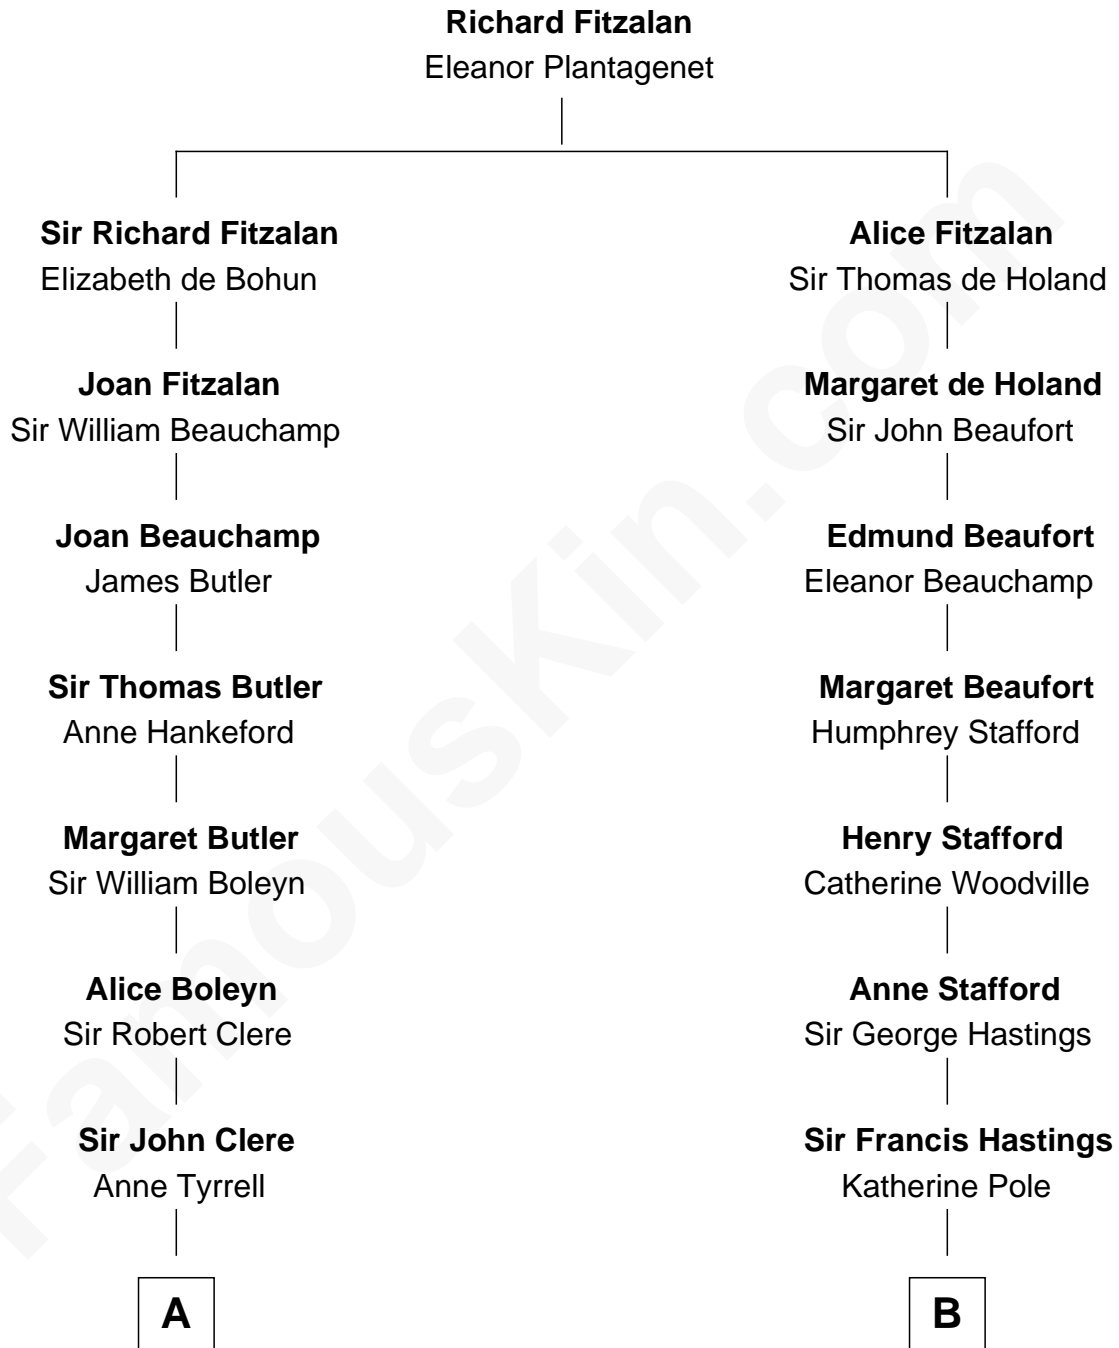 Richard Fitzalan
Eleanor Plantagenet
Sir Richard Fitzalan
Elizabeth de Bohun
Alice Fitzalan
Sir Thomas de Holand
Joan Fitzalan
Sir William Beauchamp
Margaret de Holand
Sir John Beaufort
Joan Beauchamp
James Butler
Edmund Beaufort
Eleanor Beauchamp
Sir Thomas Butler
Anne Hankeford
Margaret Beaufort
Humphrey Stafford
Margaret Butler
Sir William Boleyn
Henry Stafford
Catherine Woodville
Alice Boleyn
Sir Robert Clere
Anne Stafford
Sir George Hastings
Sir John Clere
Anne Tyrrell
Sir Francis Hastings
Katherine Pole
A
B
FamousKin.com